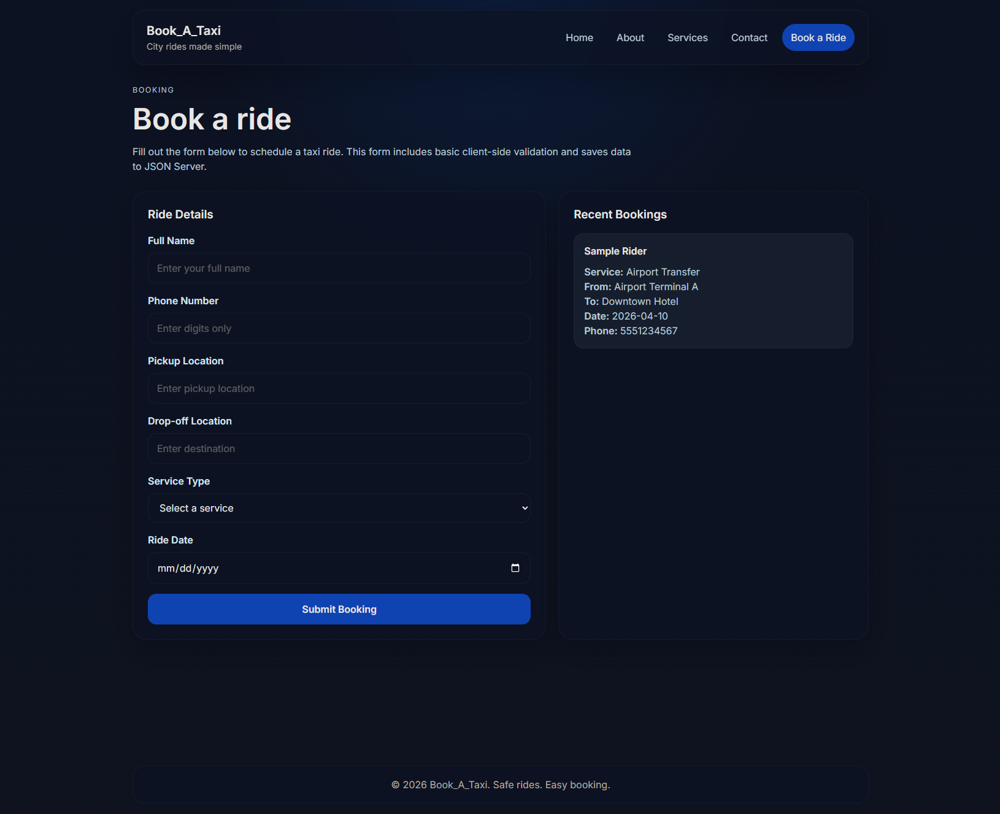 Book_A_Taxi
City rides made simple
Home
About
Services
Contact
Book a Ride
BOOKING
Book a ride
Fill out the form below to schedule a taxi ride. This form includes basic client-side validation and saves data
to JSON Server.
Ride Details
Full Name
Enter your full name
Phone Number
Enter digits only
Pickup Location
Enter pickup location
Drop-off Location
Enter destination
Service Type
Select a service
Ride Date
mm/dd/yyyy
Submit Booking
Recent Bookings
Sample Rider
Service: Airport Transfer
From: Airport Terminal A
To: Downtown Hotel
Date: 2026-04-10
Phone: 5551234567
© 2026 Book_A_Taxi. Safe rides. Easy booking.